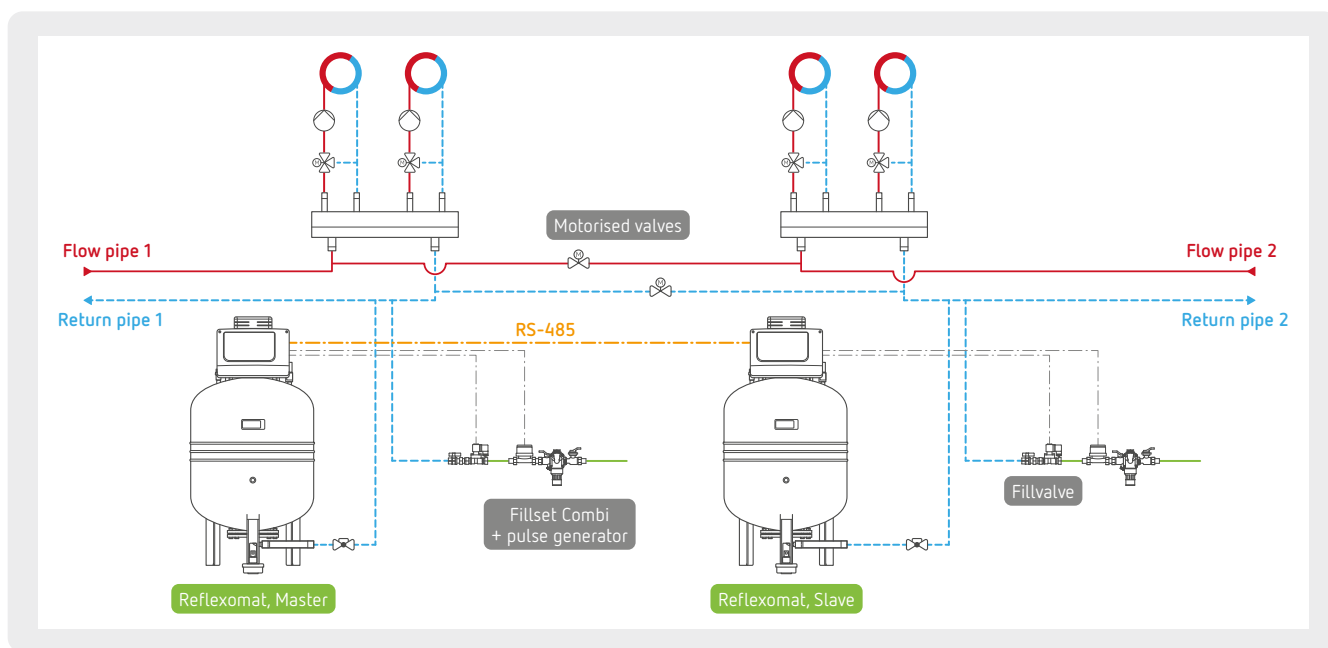 Motorised valves
Flow pipe 1
Flow pipe 2
M
M
M
M
M
M
Return pipe 1
Return pipe 2
RS-485
Fillset Combi
+ pulse generator
Fillvalve
Reflexomat, Master
Reflexomat, Slave